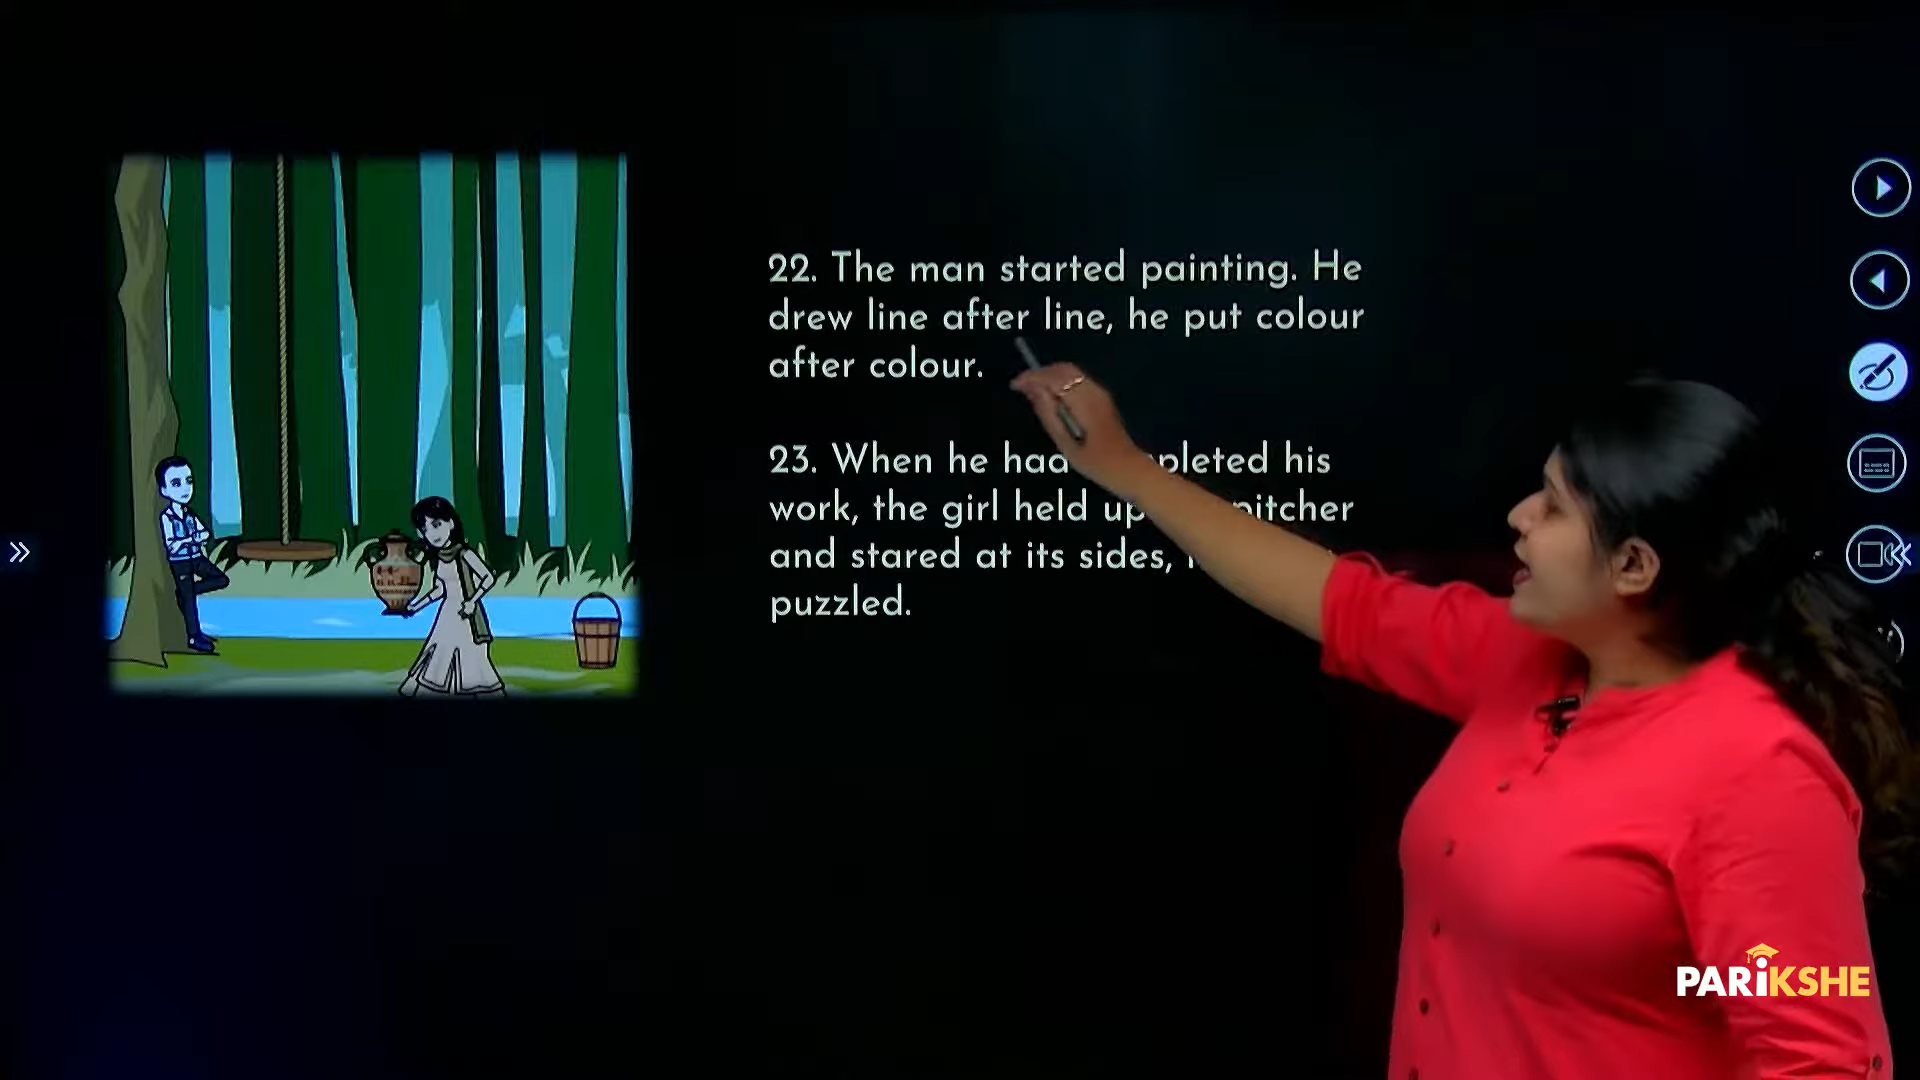 22. The man started painting. He
drew line after line, he put colour
after colour.
23. When he had completed his
work, the girl held up pitcher
and stared at its sides,
puzzled.
PARiKSHE